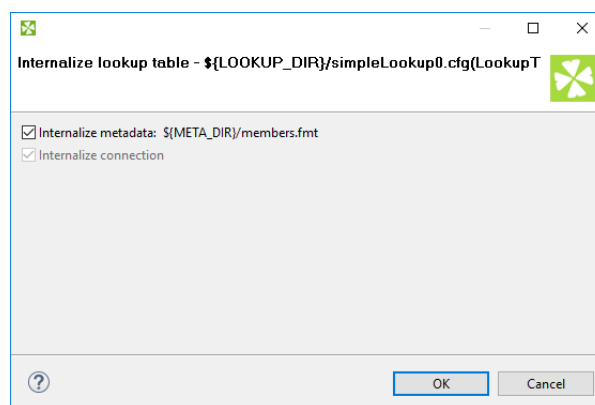 Internalize lookup table - ${LOOKUP_DIR}/simpleLookup0.cfg(LookupT
Internalize metadata: ${META_DIR}/members.fmt
Internalize connection
?
OK Cancel